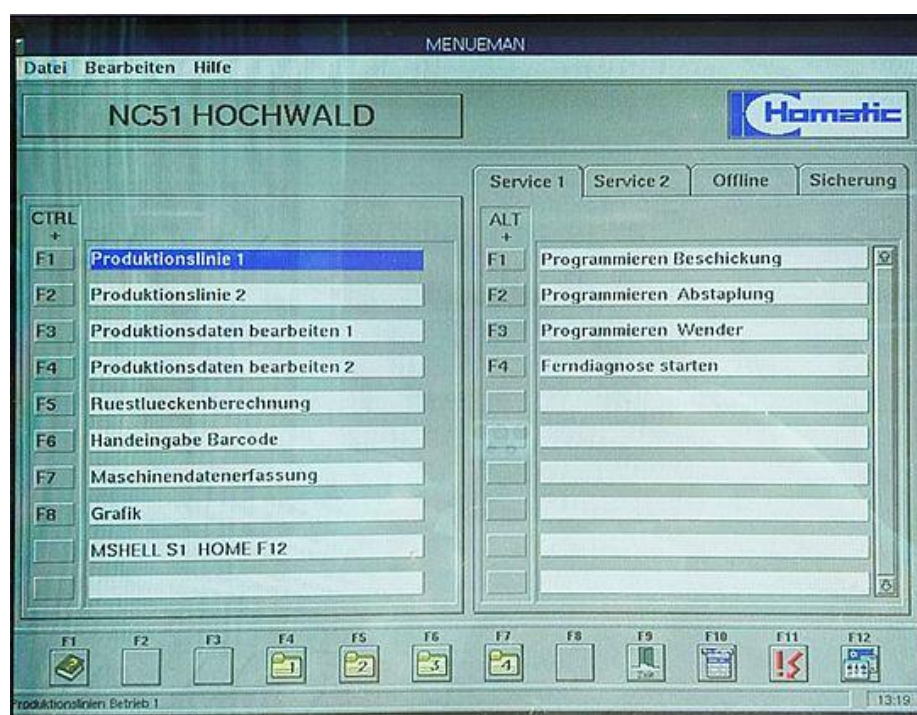 MENUEMAN
Datei Bearbeiten Hilfe
NC51 HOCHWALD
Homatic
Service 1 Service 2 Offline Sicherung
CTRL
+
F1 Produktionslinie 1
F2 Produktionslinie 2
F3 Produktionsdaten bearbeiten 1
F4 Produktionsdaten bearbeiten 2
F5 Ruestlueckenberechnung
F6 Handeingabe Barcode
F7 Maschinendatenerfassung
F8 Grafik
MSHELL S1 HOME F12
ALT
+
F1 Programmieren Beschickung
F2 Programmieren Abstaplung
F3 Programmieren Wender
F4 Ferndiagnose starten
F1 F2 F3 F4 F5 F6 F7 F8 F9 F10 F11 F12
1 2 3 4
Produktionslinien Betrieb 1
13:19